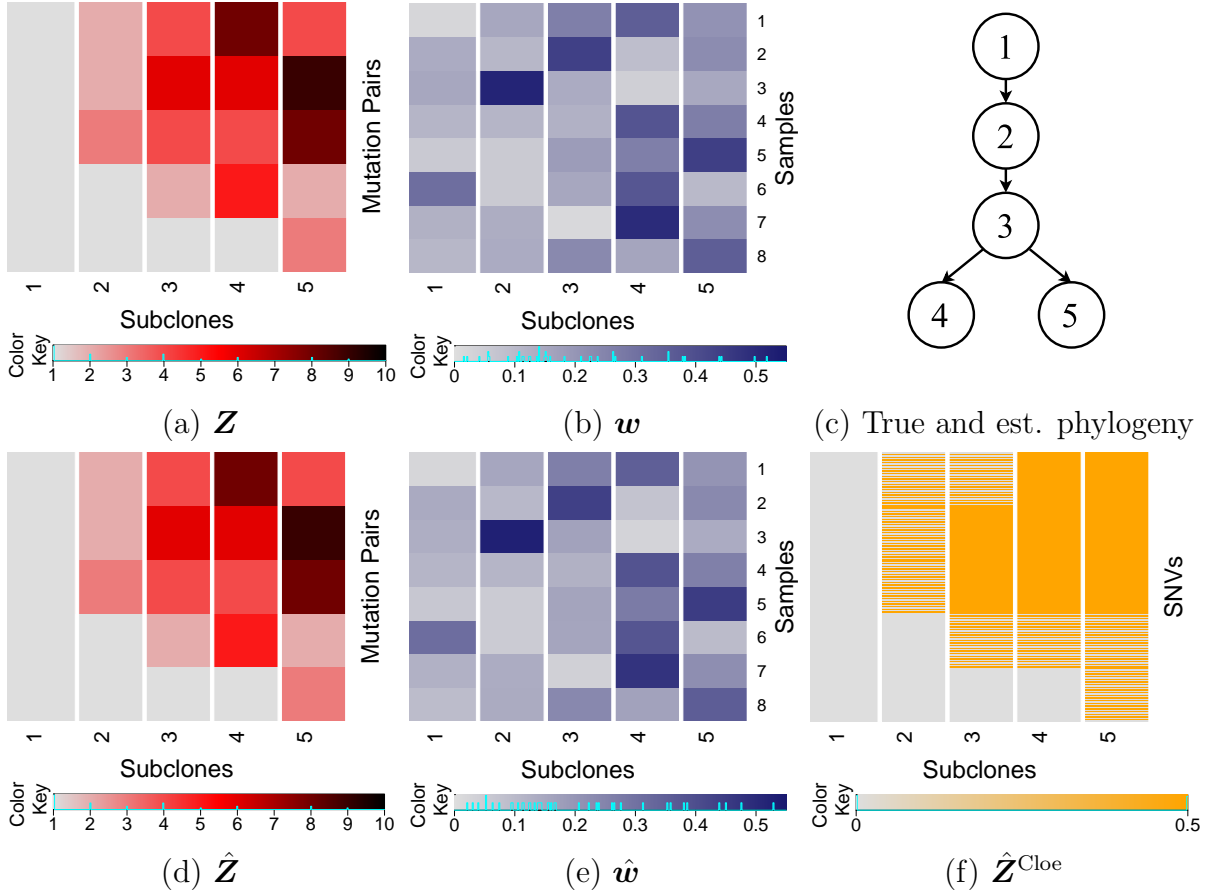 Mutation Pairs
1 2 3 4 5
Subclones
Color Key
1 2 3 4 5 6 7 8 9 10
(a) Z
1
2
3
4
5
6
7
8
Samples
1 2 3 4 5
Subclones
Color Key
0 0.1 0.2 0.3 0.4 0.5
(b) w
1
2
3
4 5
(c) True and est. phylogeny
Mutation Pairs
1 2 3 4 5
Subclones
Color Key
1 2 3 4 5 6 7 8 9 10
(d) Ẑ
1
2
3
4
5
6
7
8
Samples
1 2 3 4 5
Subclones
Color Key
0 0.1 0.2 0.3 0.4 0.5
(e) ŵ
SNVs
1 2 3 4 5
Subclones
Color Key
0 0.5
(f) Ẑ^Cloe